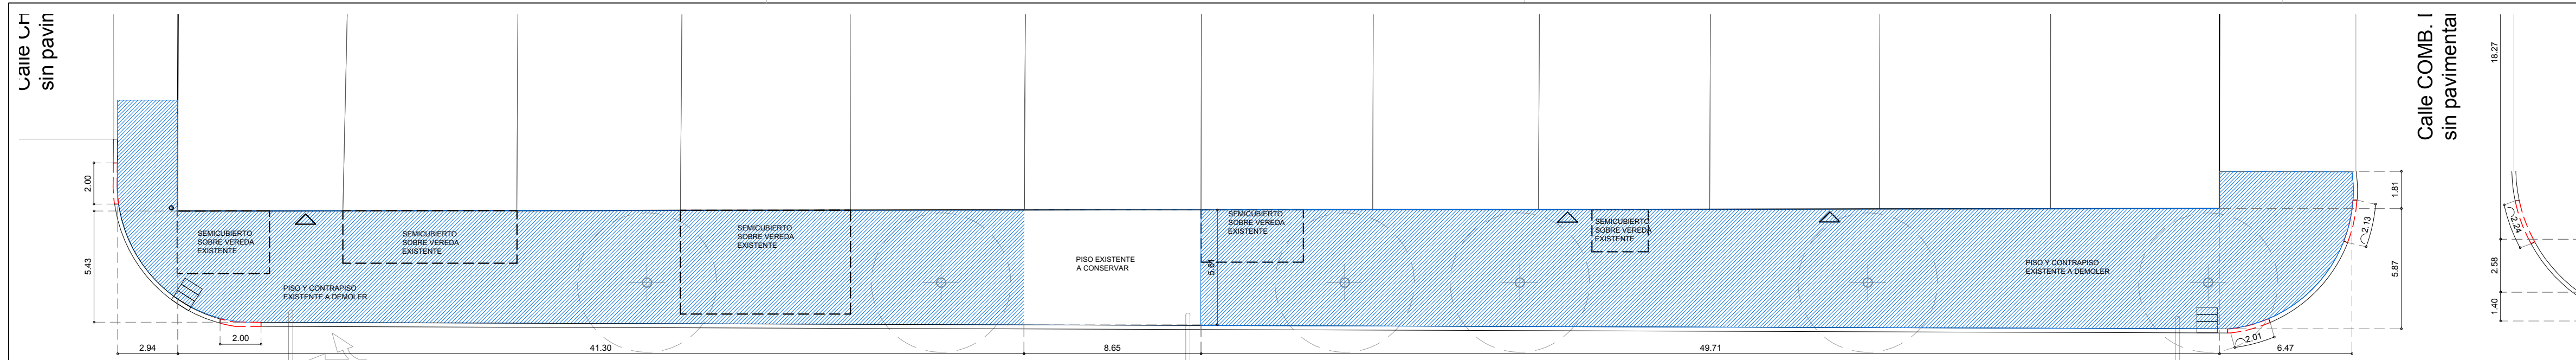 sin pavin
Calle COMB.
sin pavimentar
18.27
2.00
5.43
SEMICUBIERTO
SOBRE VEREDA
EXISTENTE
SEMICUBIERTO
SOBRE VEREDA
EXISTENTE
SEMICUBIERTO
SOBRE VEREDA
EXISTENTE
SEMICUBIERTO
SOBRE VEREDA
EXISTENTE
SEMICUBIERTO
SOBRE VEREDA
EXISTENTE
PISO Y CONTRAPISO
EXISTENTE A DEMOLER
PISO EXISTENTE
A CONSERVAR
5.61
PISO Y CONTRAPISO
EXISTENTE A DEMOLER
1.81
2.13
5.87
2.24
2.58
1.40
2.00
2.01
2.94
41.30
8.65
49.71
6.47